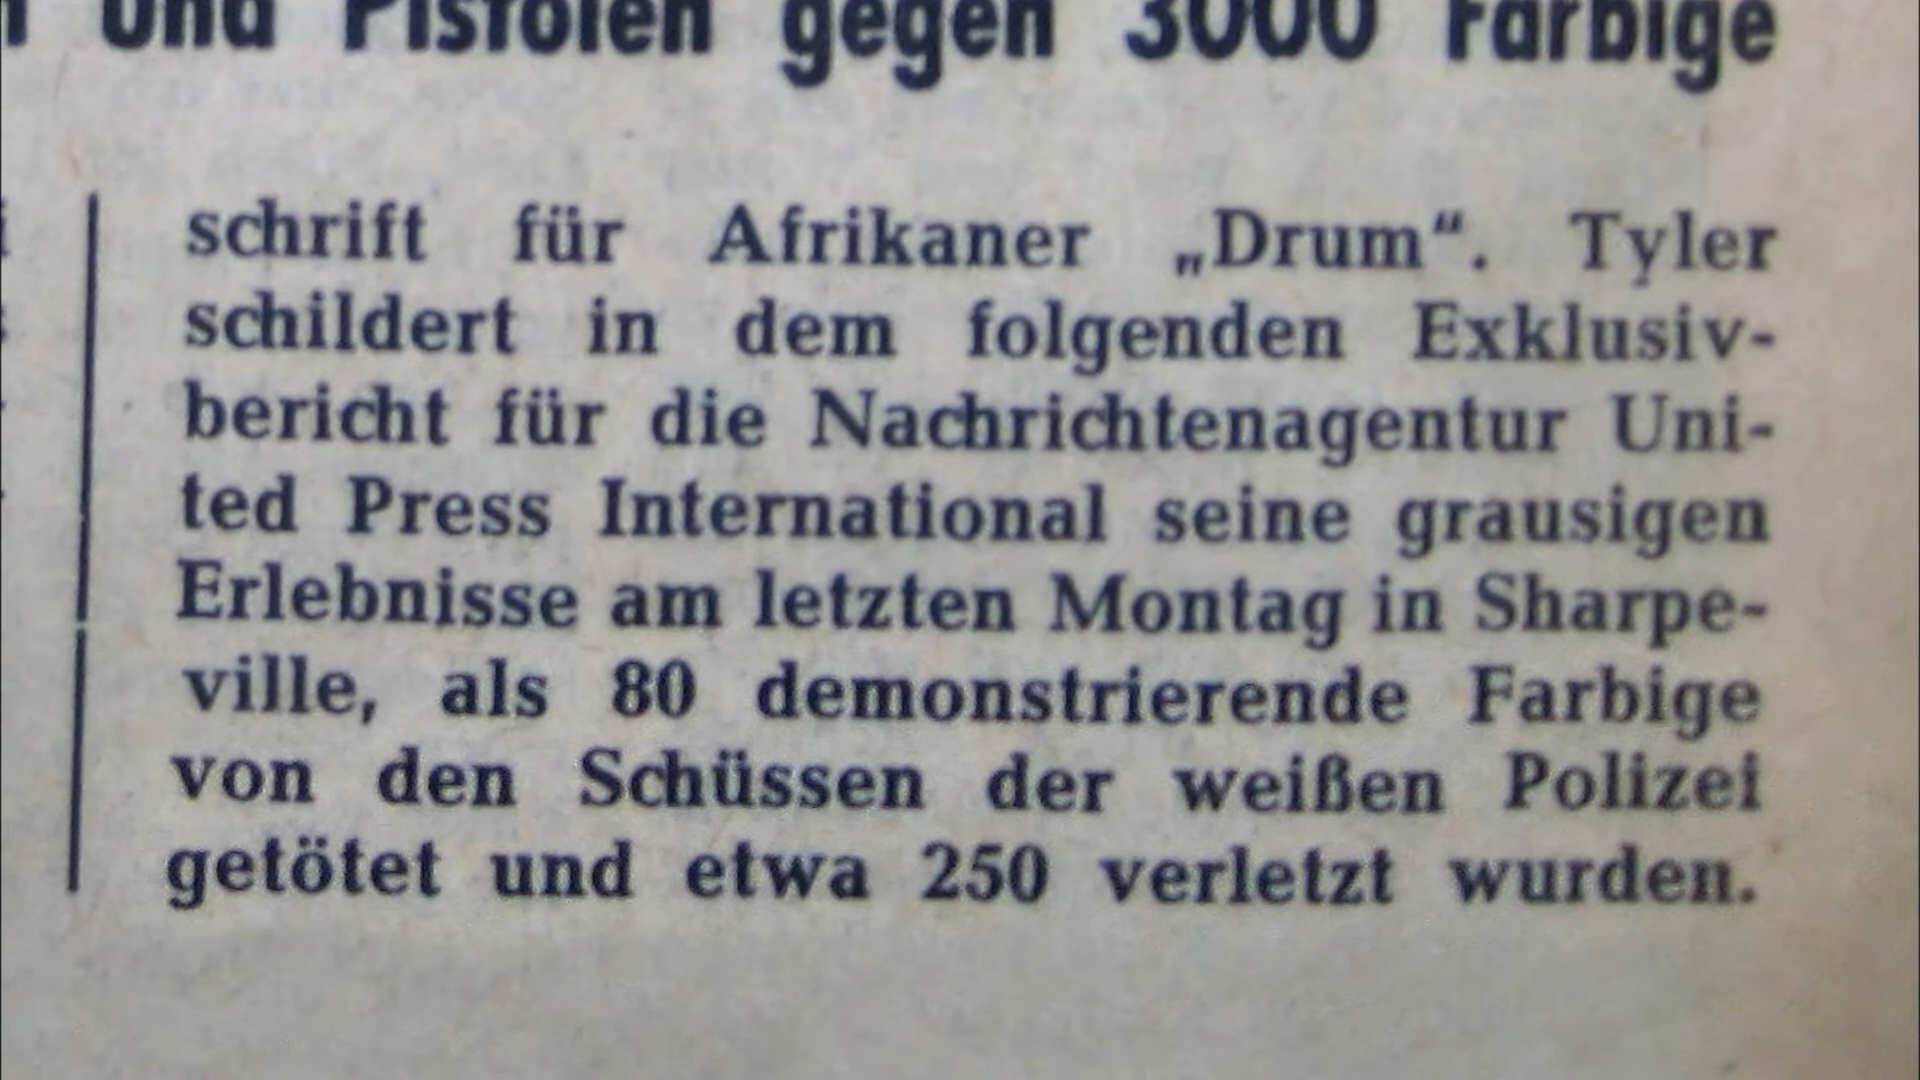 und Pistolen gegen 3000 Farbige
schrift für Afrikaner „Drum“. Tyler
schildert in dem folgenden Exklusiv-
bericht für die Nachrichtenagentur Uni-
ted Press International seine grausigen
Erlebnisse am letzten Montag in Sharpe-
ville, als 80 demonstrierende Farbige
von den Schüssen der weißen Polizei
getötet und etwa 250 verletzt wurden.